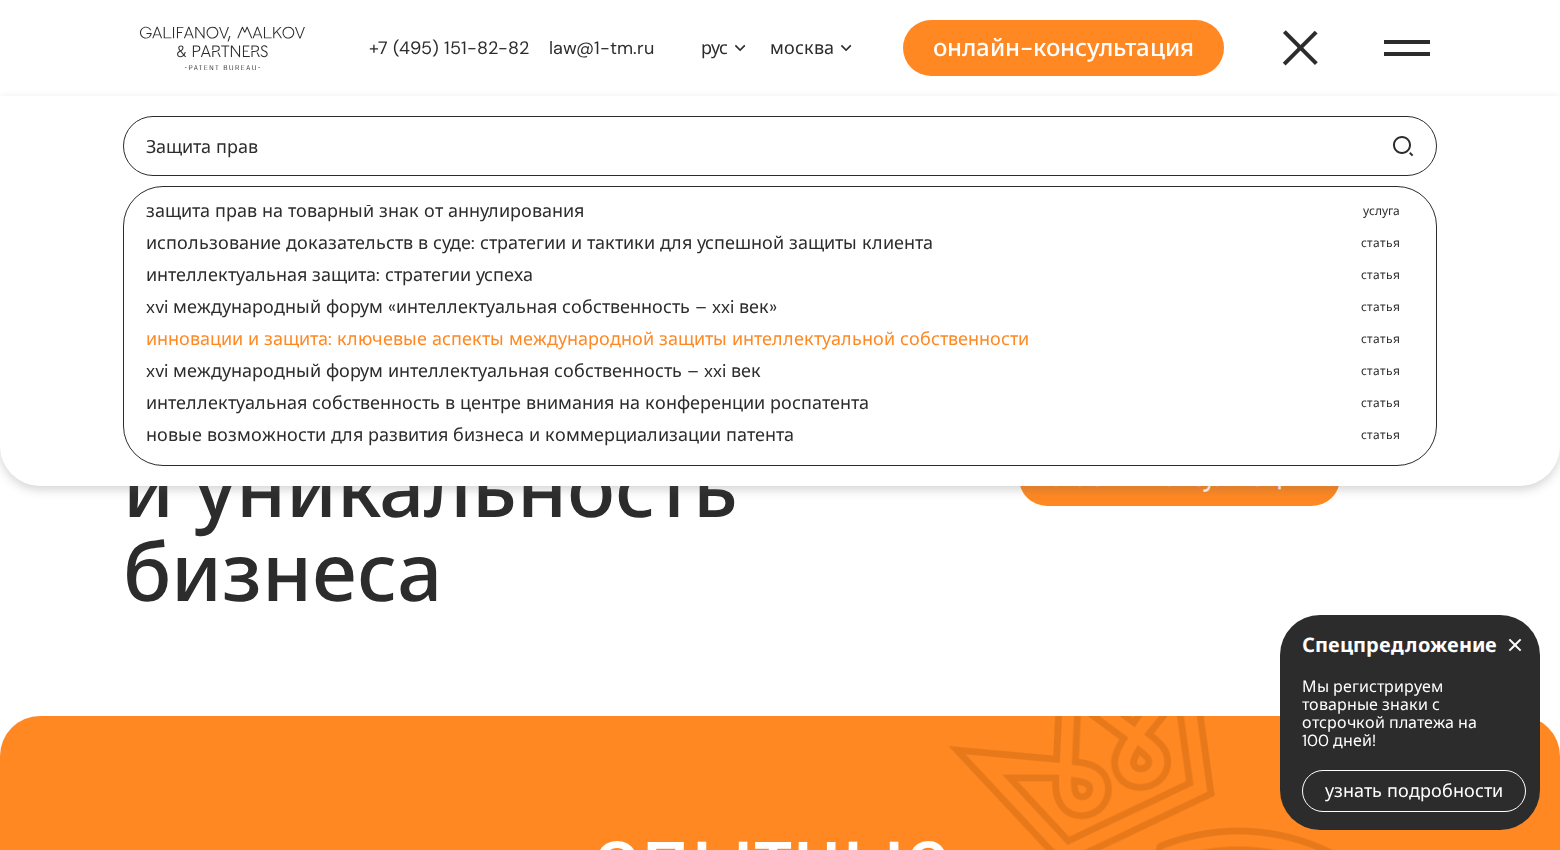 GALIFANOV, MALKOV
& PARTNERS
-PATENT BUREAU-
+7 (495) 151-82-82
law@1-tm.ru
рус
москва
онлайн-консультация
Защита прав
защита прав на товарный знак от аннулирования услуга
использование доказательств в суде: стратегии и тактики для успешной защиты клиента статья
интеллектуальная защита: стратегии успеха статья
xvi международный форум «интеллектуальная собственность – xxi век» статья
инновации и защита: ключевые аспекты международной защиты интеллектуальной собственности статья
xvi международный форум интеллектуальная собственность – xxi век статья
интеллектуальная собственность в центре внимания на конференции роспатента статья
новые возможности для развития бизнеса и коммерциализации патента статья
и уникальность
бизнеса
Спецпредложение
Мы регистрируем
товарные знаки с
отсрочкой платежа на
100 дней!
узнать подробности
опытные